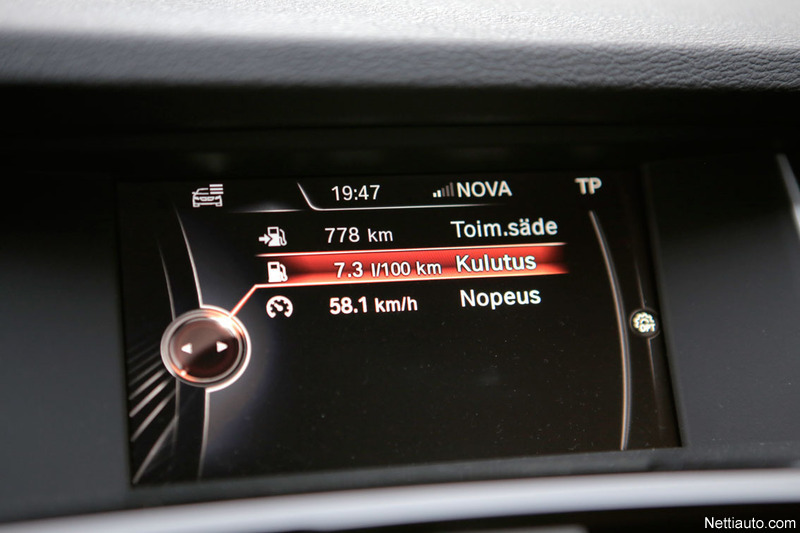 19:47 NOVA TP
778 km Toim.säde
7.3 l/100 km Kulutus
58.1 km/h Nopeus
OPT
Nettiauto.com